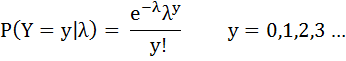 P(Y = y|λ) = e^{-λ}λ^{y} / y!    y = 0,1,2,3 ...